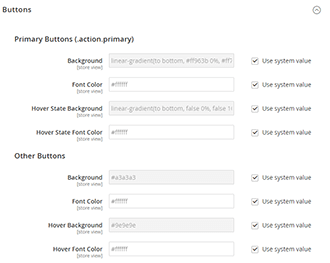 Buttons
Primary Buttons (.action.primary)
Background linear-gradient(to bottom, #ff963b 0%, #ff7 Use system value
[store view]
Font Color #ffffff Use system value
[store view]
Hover State Background linear-gradient(to bottom, false 0%, false 1 Use system value
[store view]
Hover State Font Color #ffffff Use system value
[store view]
Other Buttons
Background #a3a3a3 Use system value
[store view]
Font Color #ffffff Use system value
[store view]
Hover Background #9e9e9e Use system value
[store view]
Hover Font Color #ffffff Use system value
[store view]